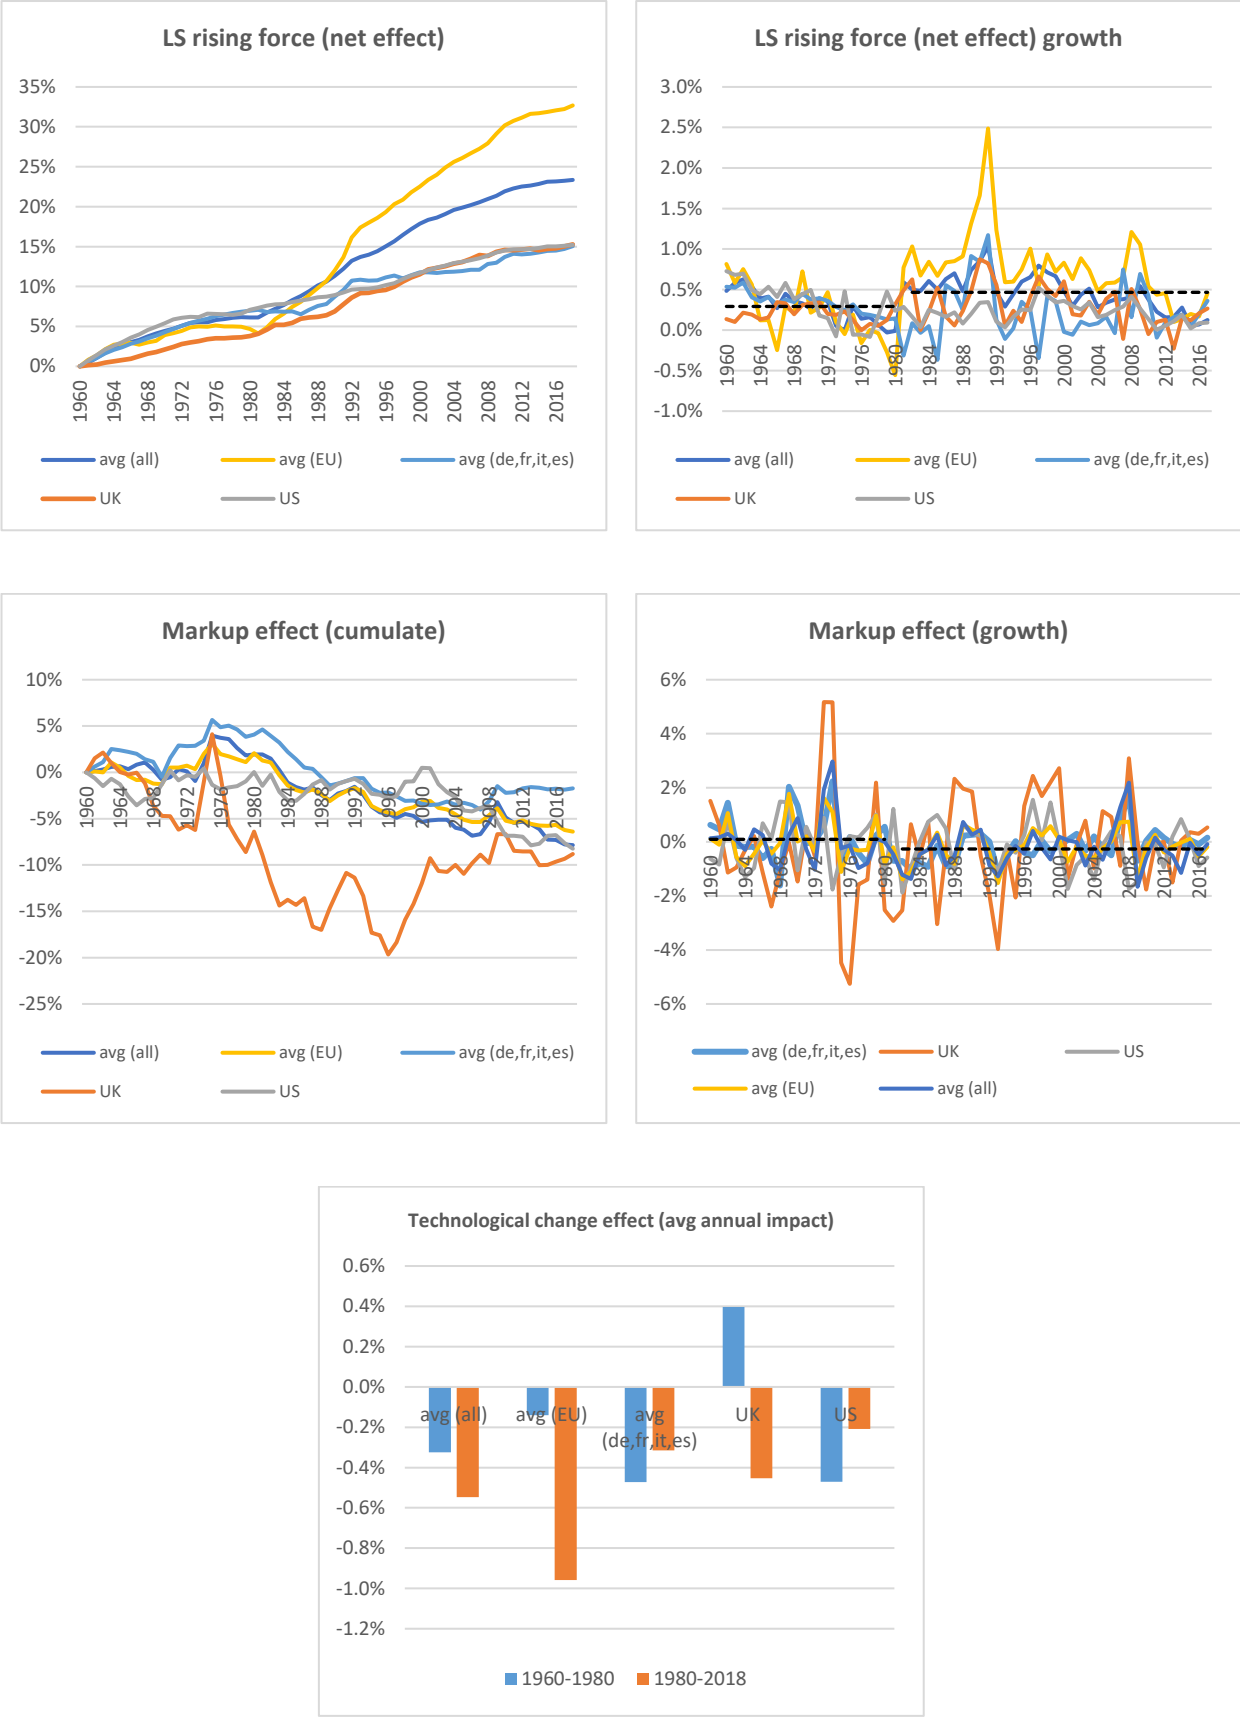 LS rising force (net effect)
35%
30%
25%
20%
15%
10%
5%
0%
1960 1964 1968 1972 1976 1980 1984 1988 1992 1996 2000 2004 2008 2012 2016
avg (all) avg (EU) avg (de,fr,it,es)
UK US
LS rising force (net effect) growth
3.0%
2.5%
2.0%
1.5%
1.0%
0.5%
0.0%
-0.5%
-1.0%
1960 1964 1968 1972 1976 1980 1984 1988 1992 1996 2000 2004 2008 2012 2016
avg (all) avg (EU) avg (de,fr,it,es)
UK US
Markup effect (cumulate)
10%
5%
0%
-5%
-10%
-15%
-20%
-25%
1960 1964 1968 1972 1976 1980 1984 1988 1992 1996 2000 2004 2008 2012 2016
avg (all) avg (EU) avg (de,fr,it,es)
UK US
Markup effect (growth)
6%
4%
2%
0%
-2%
-4%
-6%
1960 1964 1968 1972 1976 1980 1984 1988 1992 1996 2000 2004 2008 2012 2016
avg (de,fr,it,es) UK US
avg (EU) avg (all)
Technological change effect (avg annual impact)
0.6%
0.4%
0.2%
0.0%
-0.2%
-0.4%
-0.6%
-0.8%
-1.0%
-1.2%
avg (all) avg (EU) avg UK US
(de,fr,it,es)
1960-1980 1980-2018